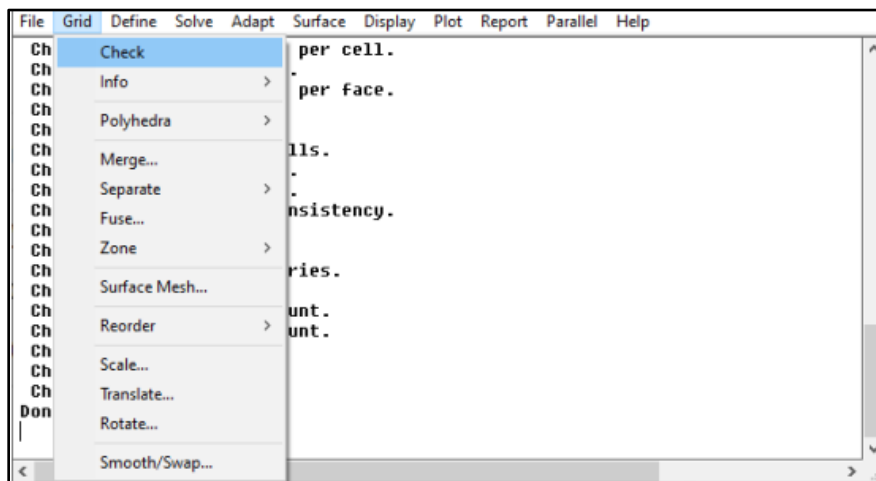 File Grid Define Solve Adapt Surface Display Plot Report Parallel Help
Check
Info
Polyhedra
Merge...
Separate
Fuse...
Zone
Surface Mesh...
Reorder
Scale...
Translate...
Rotate...
Smooth/Swap...
Ch per cell.
Ch .
Ch per face.
Ch
Ch
Ch lls.
Ch .
Ch .
Ch nsistency.
Ch
Ch
Ch ries.
Ch
Ch unt.
Ch unt.
Ch
Ch
Ch
Don